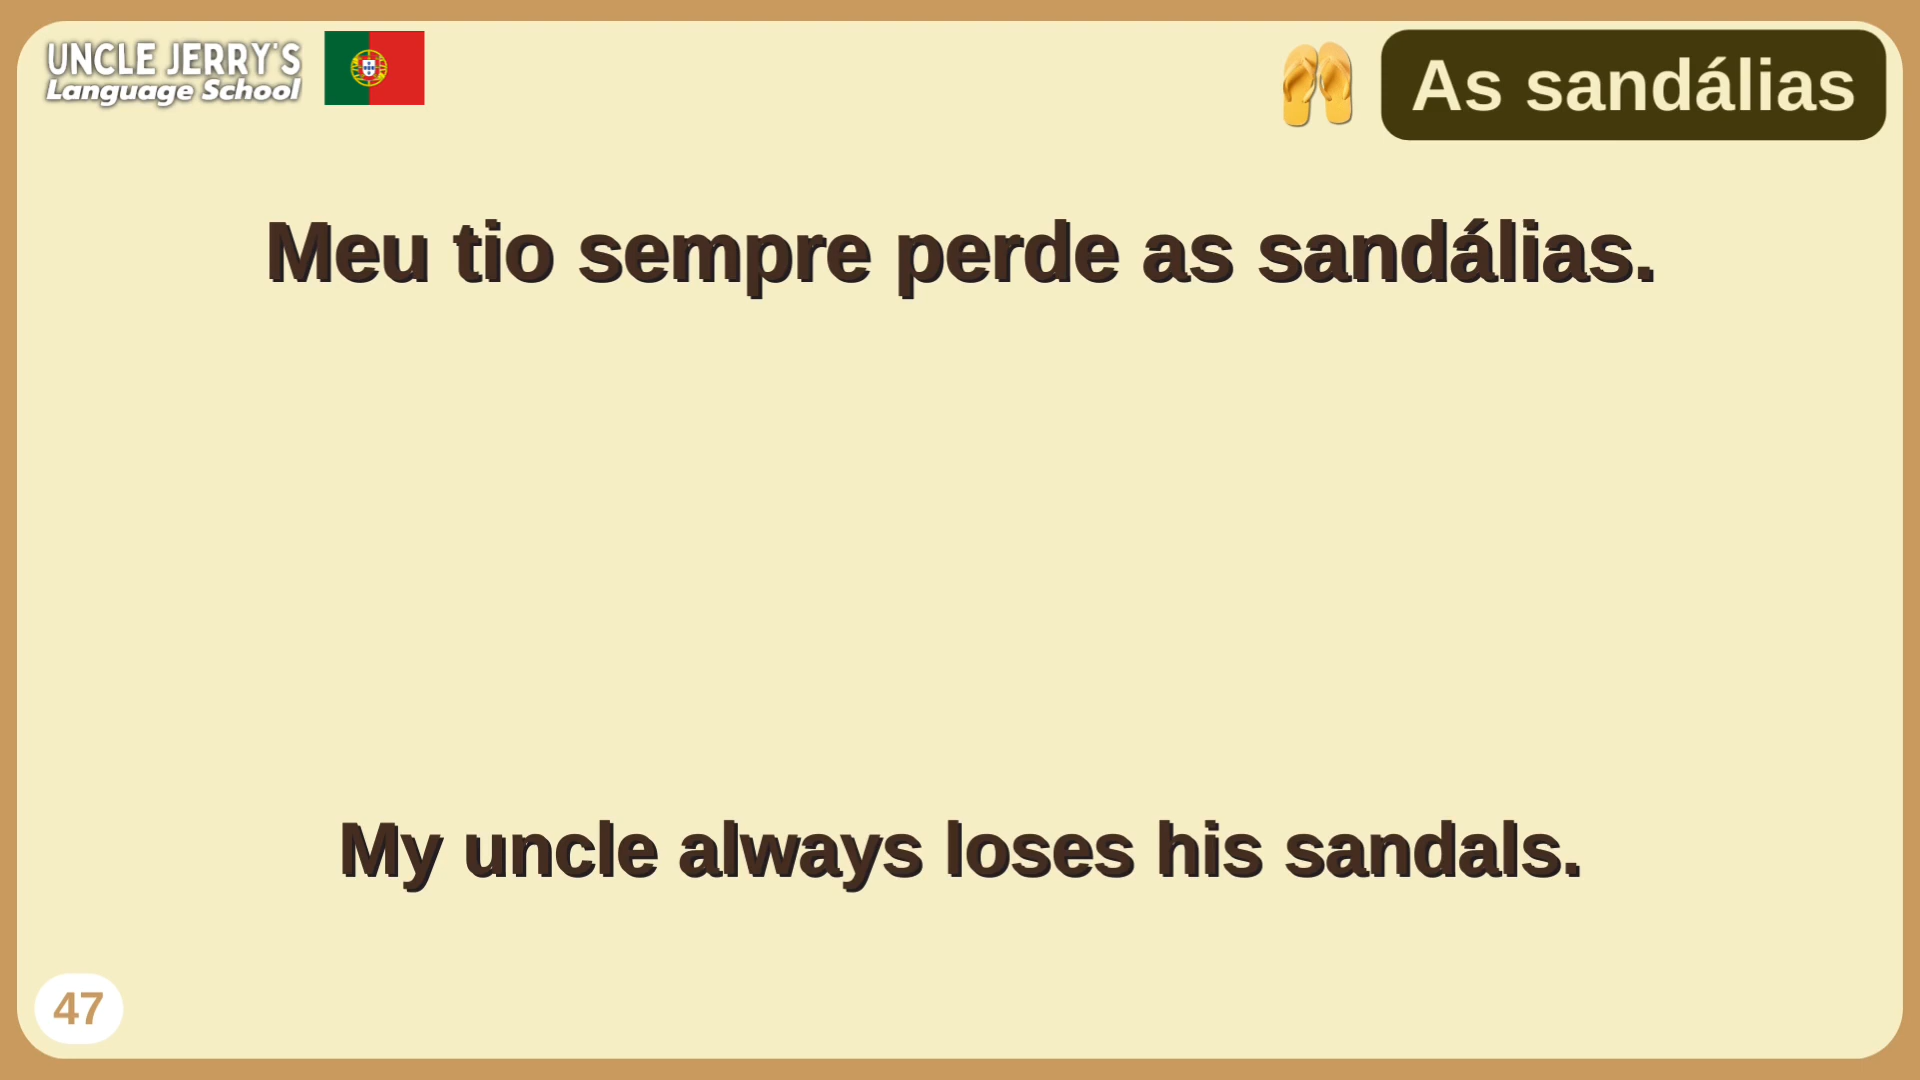 UNCLE JERRY'S
Language School
As sandálias
Meu tio sempre perde as sandálias.
My uncle always loses his sandals.
47